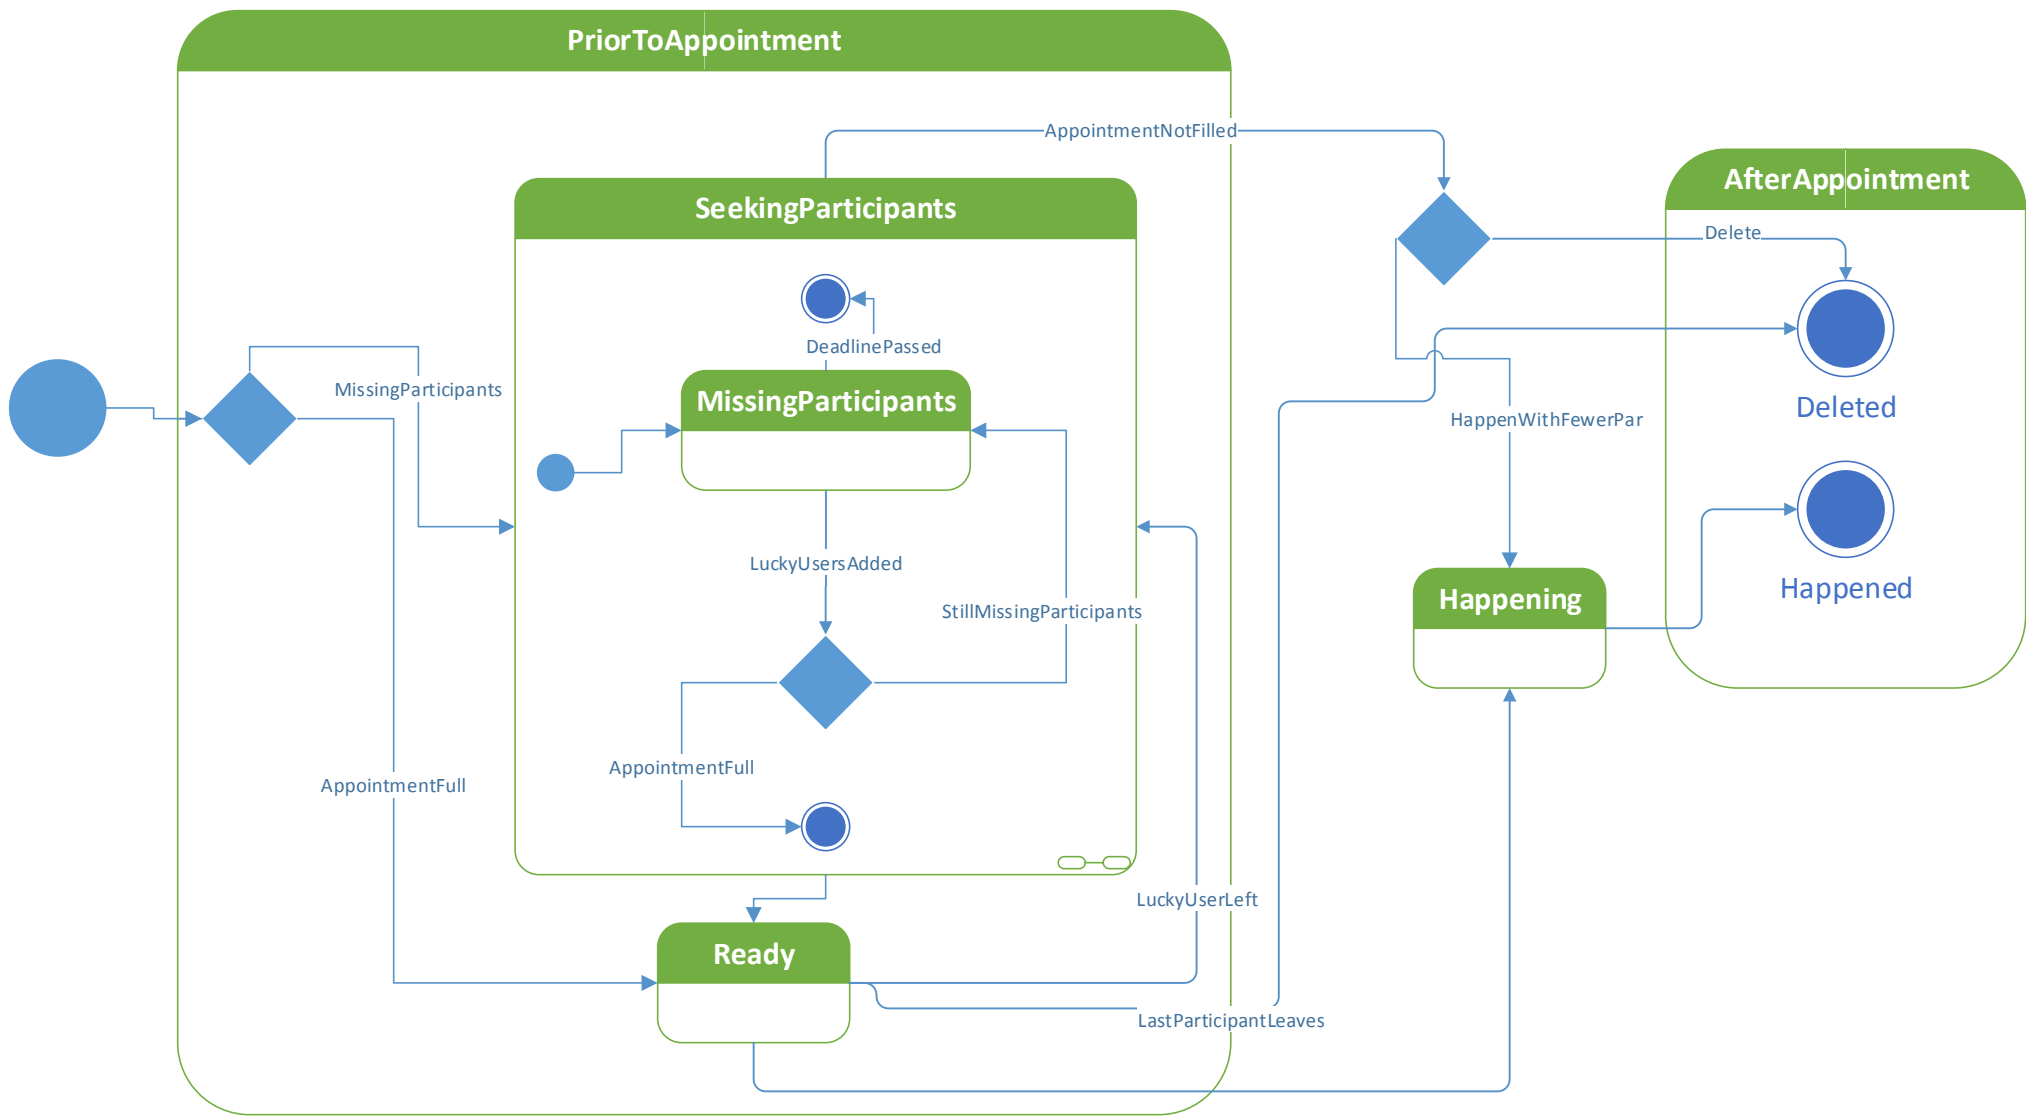 PriorToAppointment
AppointmentNotFilled
AfterAppointment
SeekingParticipants
Delete
DeadlinePassed
MissingParticipants
MissingParticipants
Deleted
HappenWithFewerPar
LuckyUsersAdded
Happened
Happening
StillMissingParticipants
AppointmentFull
AppointmentFull
LuckyUserLeft
Ready
LastParticipantLeaves